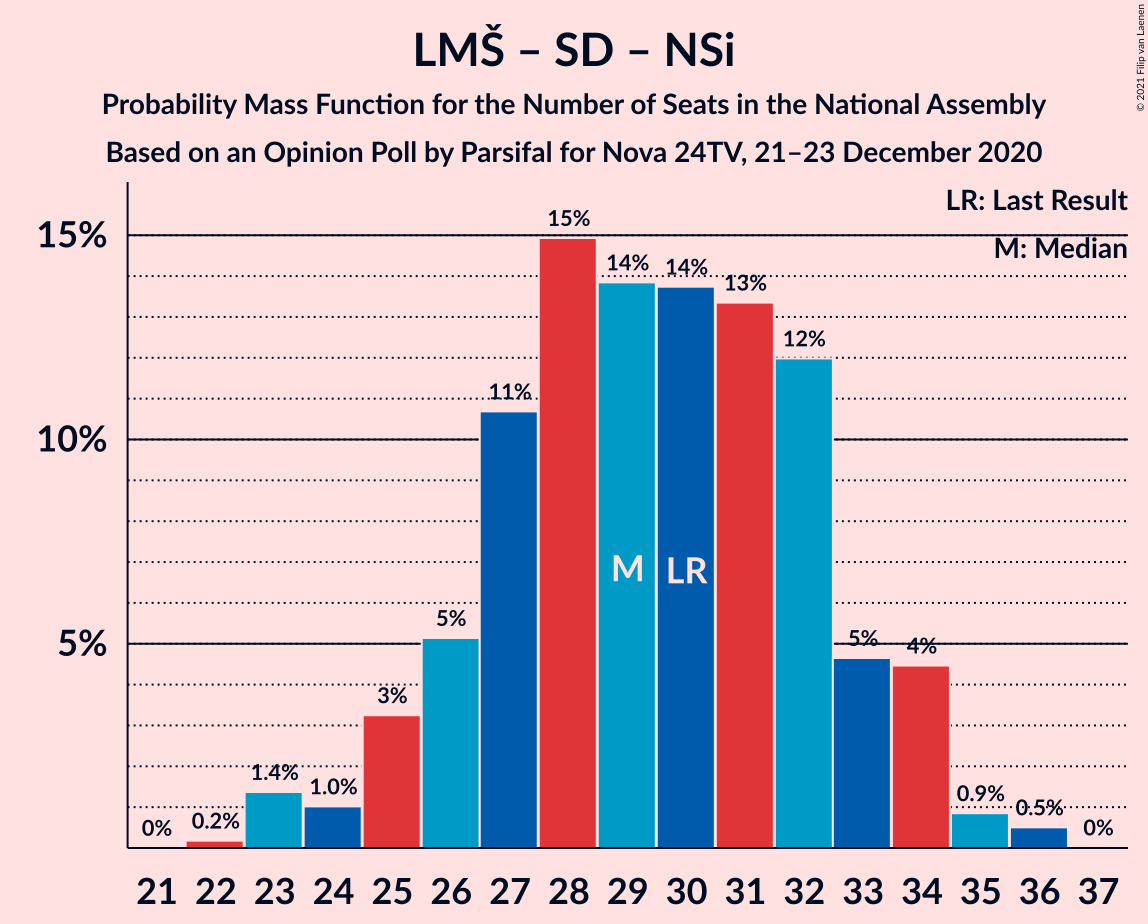 LMŠ – SD – NSi
Probability Mass Function for the Number of Seats in the National Assembly
Based on an Opinion Poll by Parsifal for Nova 24TV, 21–23 December 2020
© 2021 Filip van Laenen
LR: Last Result
M: Median
15%
10%
5%
0%
0.2%
1.4%
1.0%
3%
5%
11%
15%
14%
14%
13%
12%
5%
4%
0.9%
0.5%
0%
M
LR
21 22 23 24 25 26 27 28 29 30 31 32 33 34 35 36 37